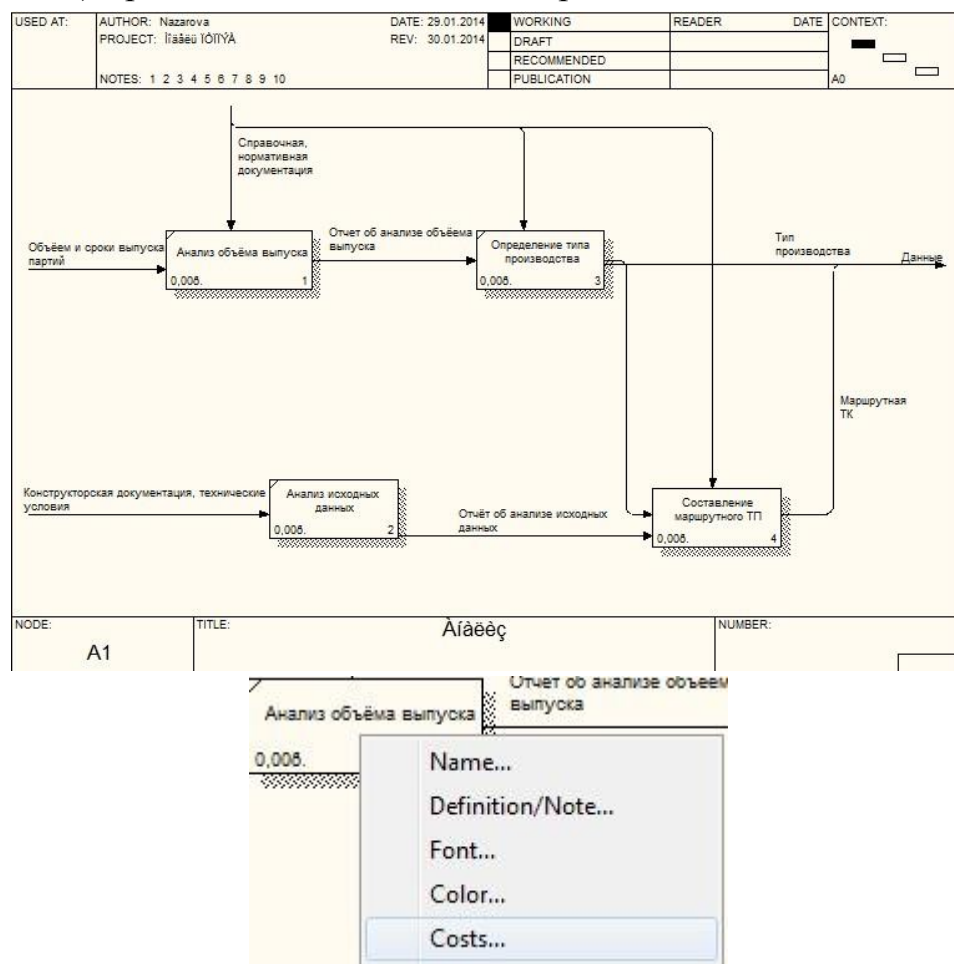 USED AT:
AUTHOR: Nazarova
DATE: 29.01.2014
WORKING
READER
DATE
CONTEXT:
PROJECT: Ìîäåëü ÏÒÏÏÝÀ
REV: 30.01.2014
DRAFT
RECOMMENDED
NOTES: 1 2 3 4 5 6 7 8 9 10
PUBLICATION
A0
Справочная,
нормативная
документация
Объёем и сроки выпуска
партий
Анализ объёма выпуска
0,00б. 1
Отчет об анализе объёема
выпуска
Определение типа
производства
0,00б. 3
Тип
производства
Данные
Маршрутная
ТК
Конструкторская документация, технические
условия
Анализ исходных
данных
0,00б. 2
Отчёт об анализе исходных
данных
Составление
маршрутного ТП
0,00б. 4
NODE:
A1
TITLE:
Àíàëèç
NUMBER:
Отчет об анализе объеем
выпуска
Анализ объёма выпуска
0,00б.
Name...
Definition/Note...
Font...
Color...
Costs...